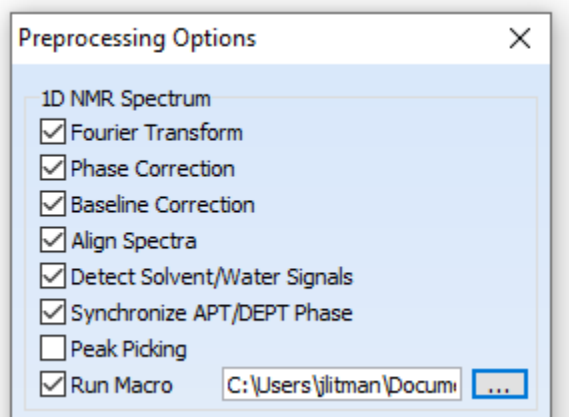 Preprocessing Options
1D NMR Spectrum
Fourier Transform
Phase Correction
Baseline Correction
Align Spectra
Detect Solvent/Water Signals
Synchronize APT/DEPT Phase
Peak Picking
Run Macro C:\Users\jlitman\Docum ...